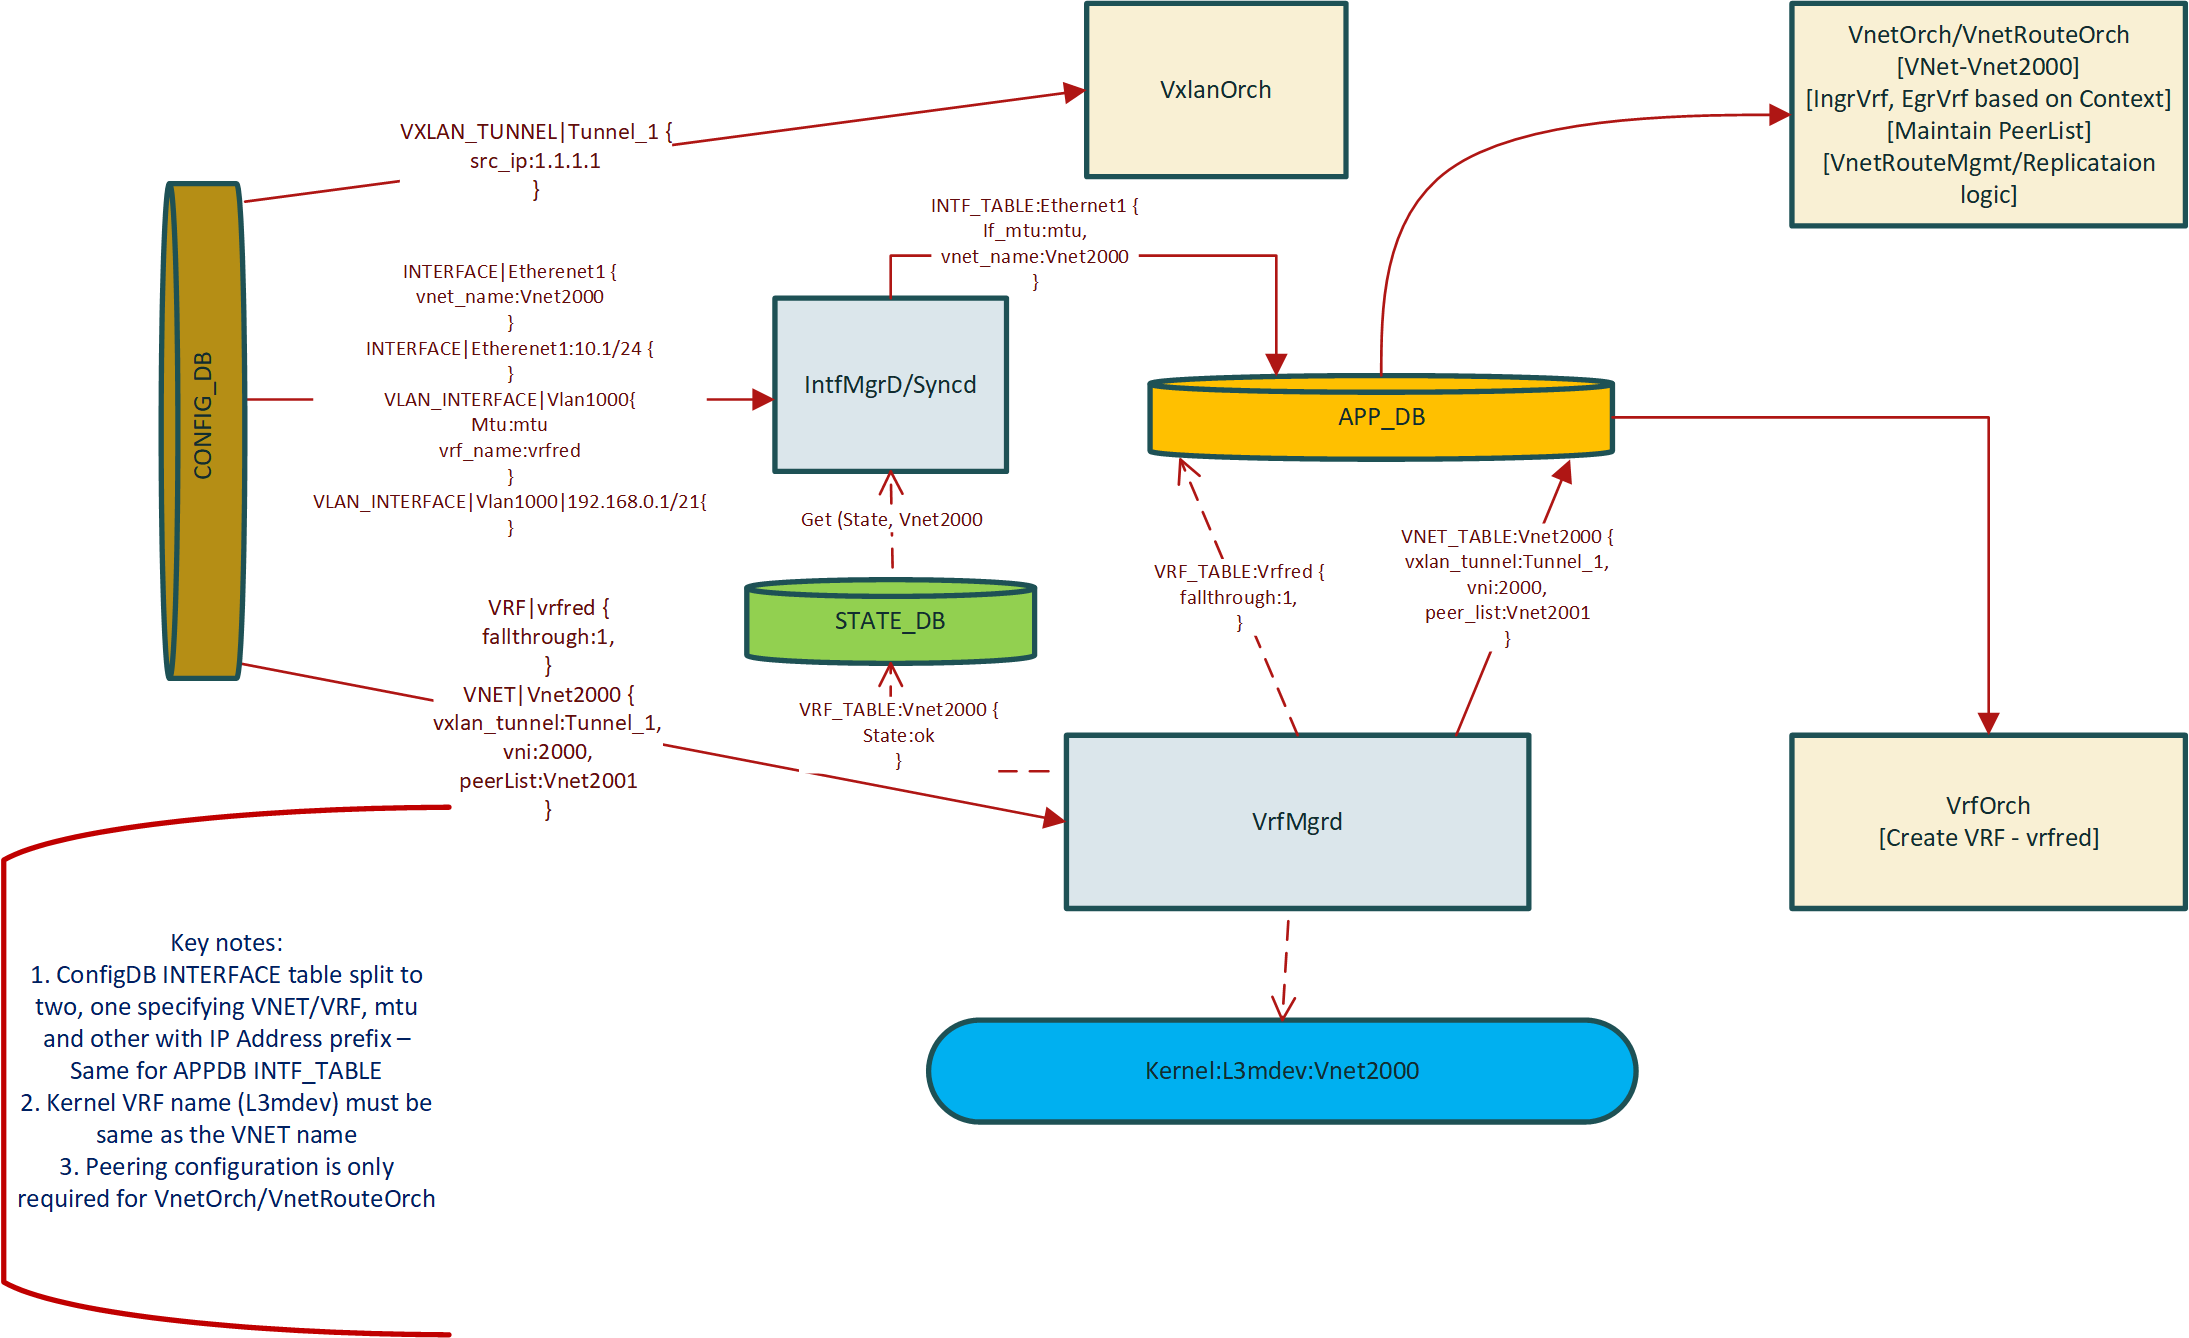 VXLAN_TUNNEL|Tunnel_1 {
src_ip:1.1.1.1
}
VxlanOrch
VnetOrch/VnetRouteOrch
[VNet-Vnet2000]
[IngrVrf, EgrVrf based on Context]
[Maintain PeerList]
[VnetRouteMgmt/Replicataion
logic]
CONFIG_DB
INTERFACE|Etherenet1 {
vnet_name:Vnet2000
}
INTERFACE|Etherenet1:10.1/24 {
}
VLAN_INTERFACE|Vlan1000{
Mtu:mtu
vrf_name:vrfred
}
VLAN_INTERFACE|Vlan1000|192.168.0.1/21{
}
INTF_TABLE:Ethernet1 {
If_mtu:mtu,
vnet_name:Vnet2000
}
IntfMgrD/Syncd
APP_DB
Get (State, Vnet2000
STATE_DB
VRF_TABLE:Vnet2000 {
State:ok
}
VRF|vrfred {
fallthrough:1,
}
VNET|Vnet2000 {
vxlan_tunnel:Tunnel_1,
vni:2000,
peerList:Vnet2001
}
VRF_TABLE:Vrfred {
fallthrough:1,
}
VNET_TABLE:Vnet2000 {
vxlan_tunnel:Tunnel_1,
vni:2000,
peer_list:Vnet2001
}
VrfMgrd
VrfOrch
[Create VRF - vrfred]
Kernel:L3mdev:Vnet2000
Key notes:
1. ConfigDB INTERFACE table split to
two, one specifying VNET/VRF, mtu
and other with IP Address prefix –
Same for APPDB INTF_TABLE
2. Kernel VRF name (L3mdev) must be
same as the VNET name
3. Peering configuration is only
required for VnetOrch/VnetRouteOrch